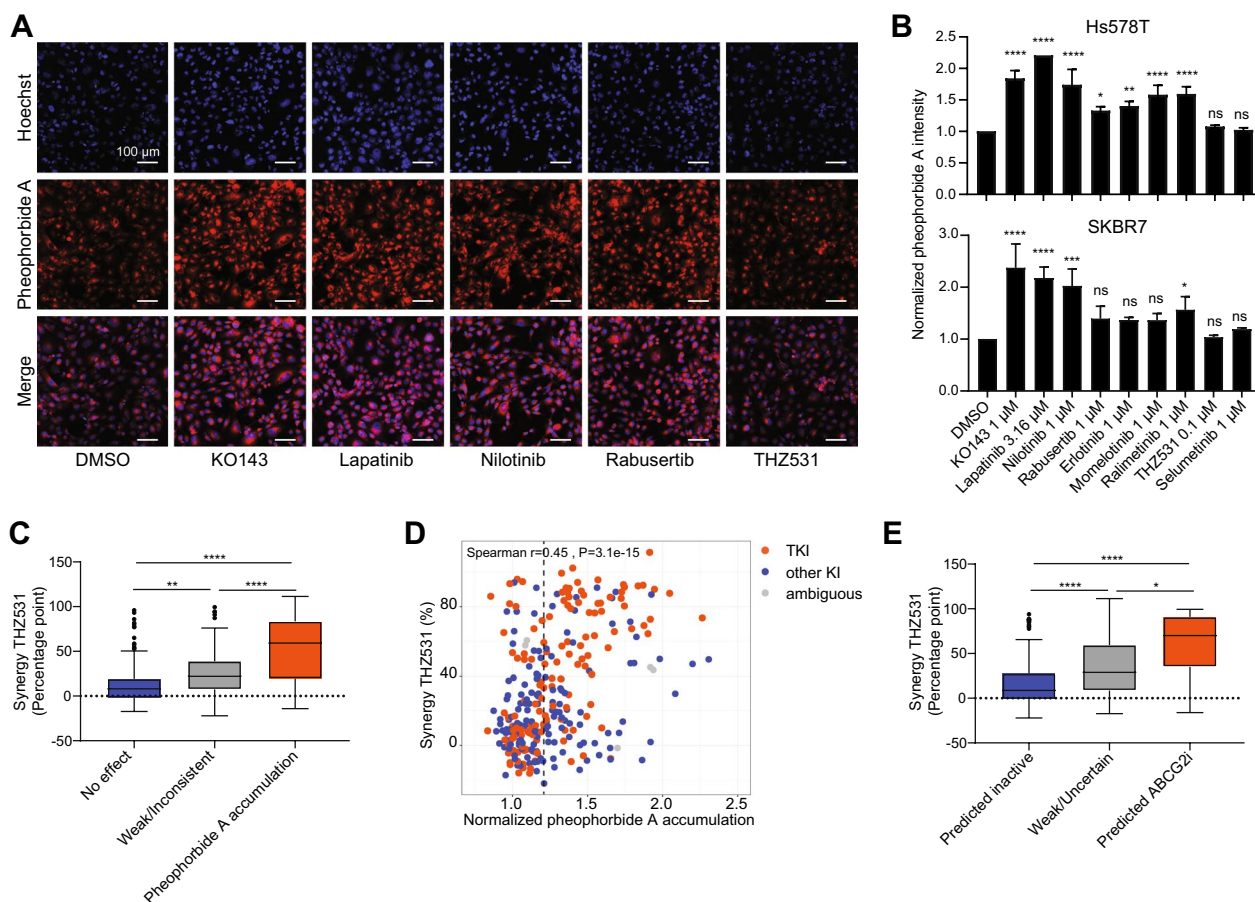 A
Hoechst
100 µm
Pheophorbide A
Merge
DMSO KO143 Lapatinib Nilotinib Rabusertib THZ531
B
Hs578T
Normalized pheophorbide A intensity
2.5
2.0
1.5
1.0
0.5
0.0
**** **** **** * ** **** **** ns ns
SKBR7
3.0
2.0
1.0
0.0
**** **** *** ns ns ns * ns ns
DMSO
KO143 1 µM
Lapatinib 3.16 µM
Nilotinib 1 µM
Rabusertib 1 µM
Erlotinib 1 µM
Momelotinib 1 µM
Ralimetinib 1 µM
THZ531 0.1 µM
Selumetinib 1 µM
C
Synergy THZ531
(Percentage point)
150
100
50
0
-50
****
** ****
No effect
Weak/Inconsistent
Pheophorbide A accumulation
D
Spearman r=0.45 , P=3.1e-15
Synergy THZ531 (%)
80
40
0
1.0 1.5 2.0 2.5
Normalized pheophorbide A accumulation
TKI
other KI
ambiguous
E
Synergy THZ531
(Percentage point)
150
100
50
0
-50
****
**** *
Predicted inactive
Weak/Uncertain
Predicted ABCG2i